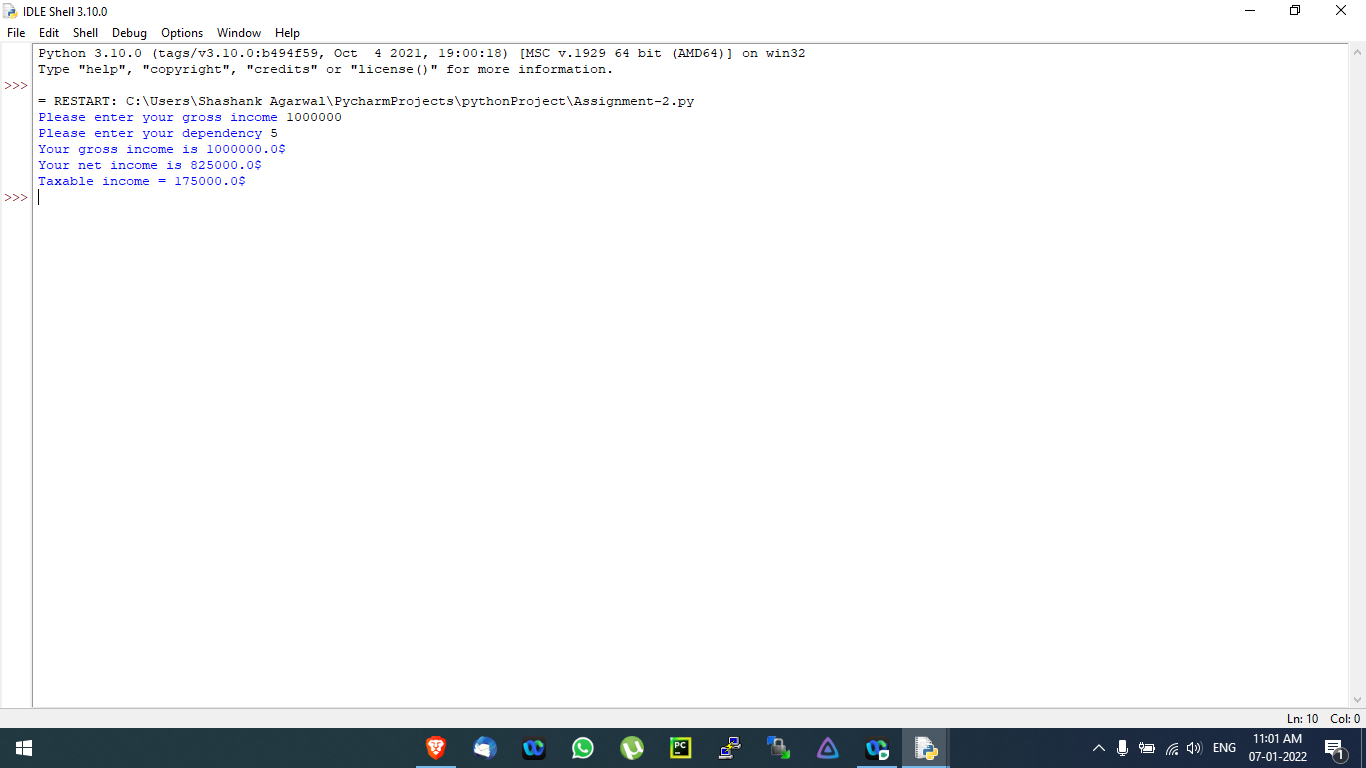 IDLE Shell 3.10.0
File Edit Shell Debug Options Window Help
Python 3.10.0 (tags/v3.10.0:b494f59, Oct  4 2021, 19:00:18) [MSC v.1929 64 bit (AMD64)] on win32
Type "help", "copyright", "credits" or "license()" for more information.
>>>
= RESTART: C:\Users\Shashank Agarwal\PycharmProjects\pythonProject\Assignment-2.py
Please enter your gross income 1000000
Please enter your dependency 5
Your gross income is 1000000.0$
Your net income is 825000.0$
Taxable income = 175000.0$
>>>
Ln: 10 Col: 0
PC
ENG
11:01 AM
07-01-2022
1